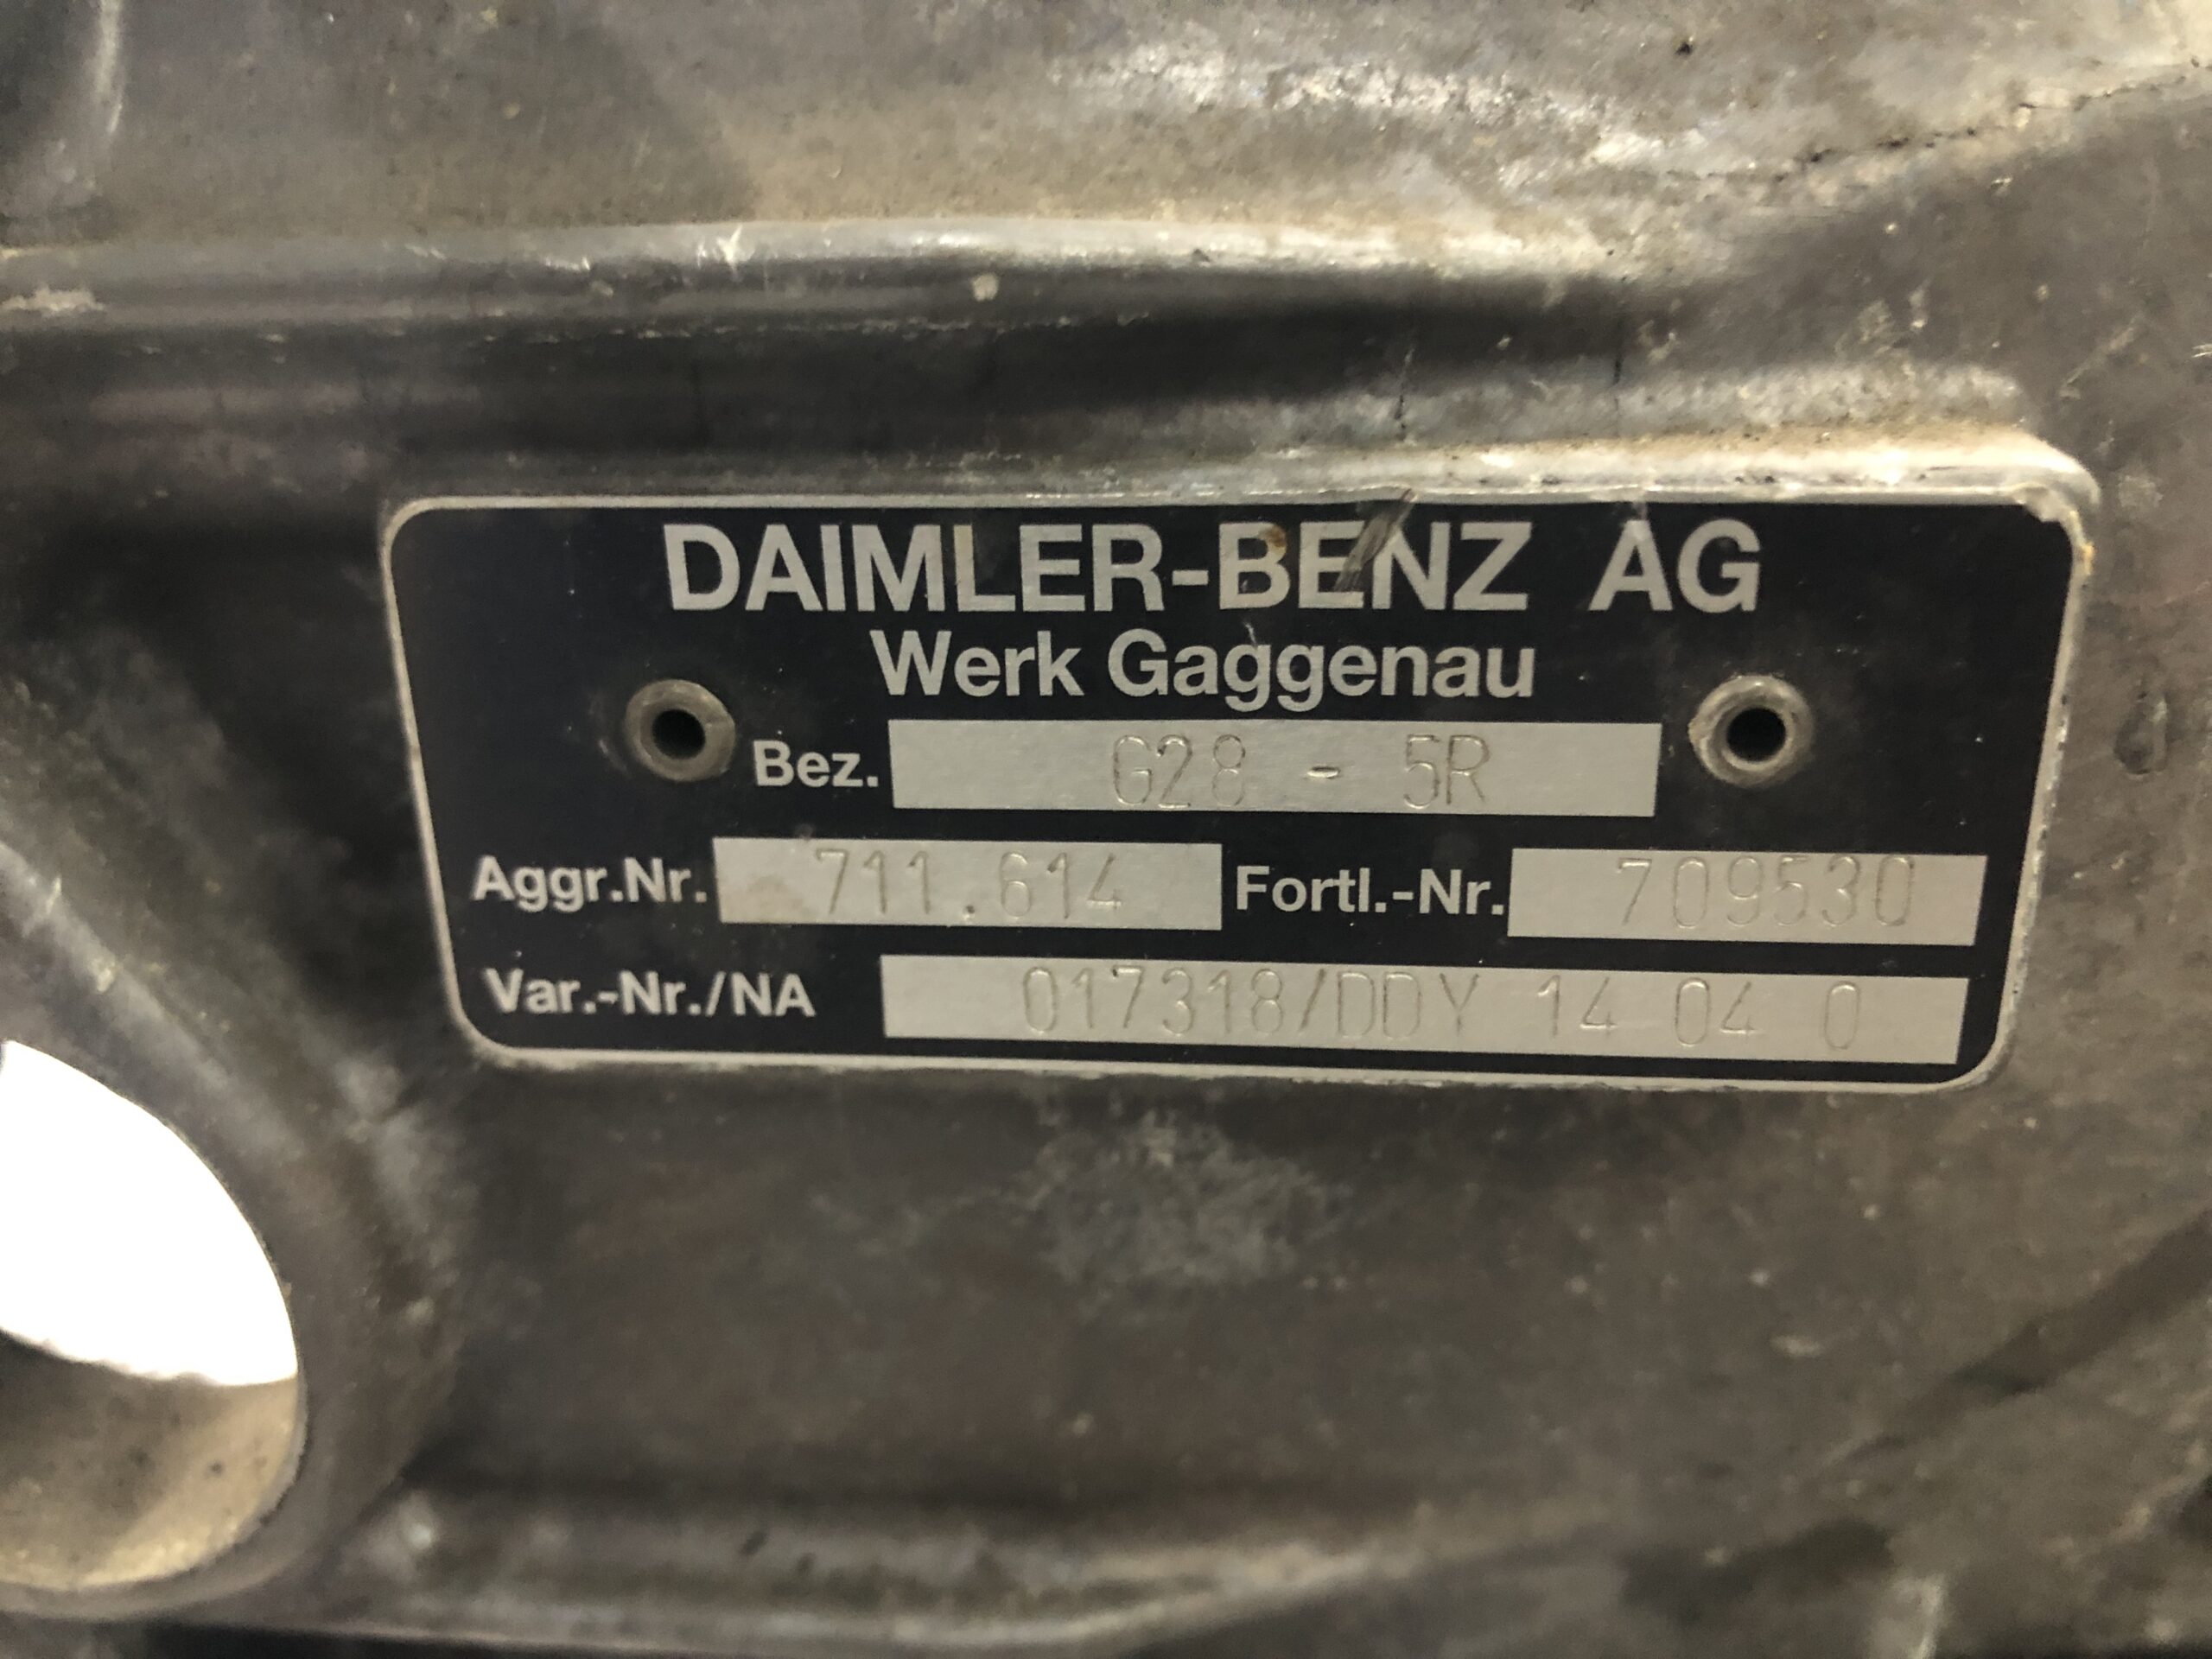 DAIMLER-BENZ AG
Werk Gaggenau
Bez. G28 - 5R
Aggr.Nr. 711.614 Fortl.-Nr. 709530
Var.-Nr./NA 017318/DDY 14 04 0